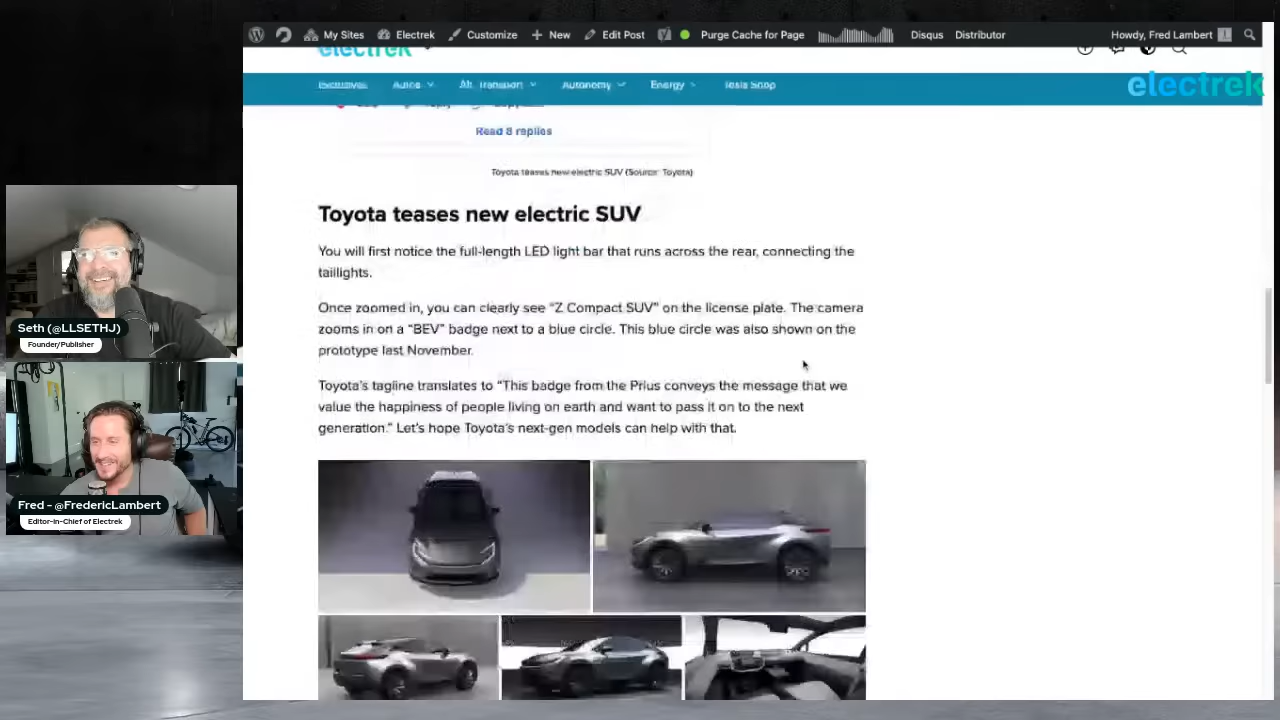 My Sites Electrek Customize New Edit Post Purge Cache for Page Disqus Distributor Howdy, Fred Lambert
electrek
Exclusives Autos Alt. Transport Autonomy Energy Tesla Shop
electrek
Read 8 replies
Toyota teases new electric SUV (Source: Toyota)
Toyota teases new electric SUV
You will first notice the full-length LED light bar that runs across the rear, connecting the
taillights.
Once zoomed in, you can clearly see “Z Compact SUV” on the license plate. The camera
zooms in on a “BEV” badge next to a blue circle. This blue circle was also shown on the
prototype last November.
Toyota’s tagline translates to “This badge from the Prius conveys the message that we
value the happiness of people living on earth and want to pass it on to the next
generation.” Let’s hope Toyota’s next-gen models can help with that.
Seth (@LLSETHJ)
Founder/Publisher
Fred - @FredericLambert
Editor-in-Chief of Electrek